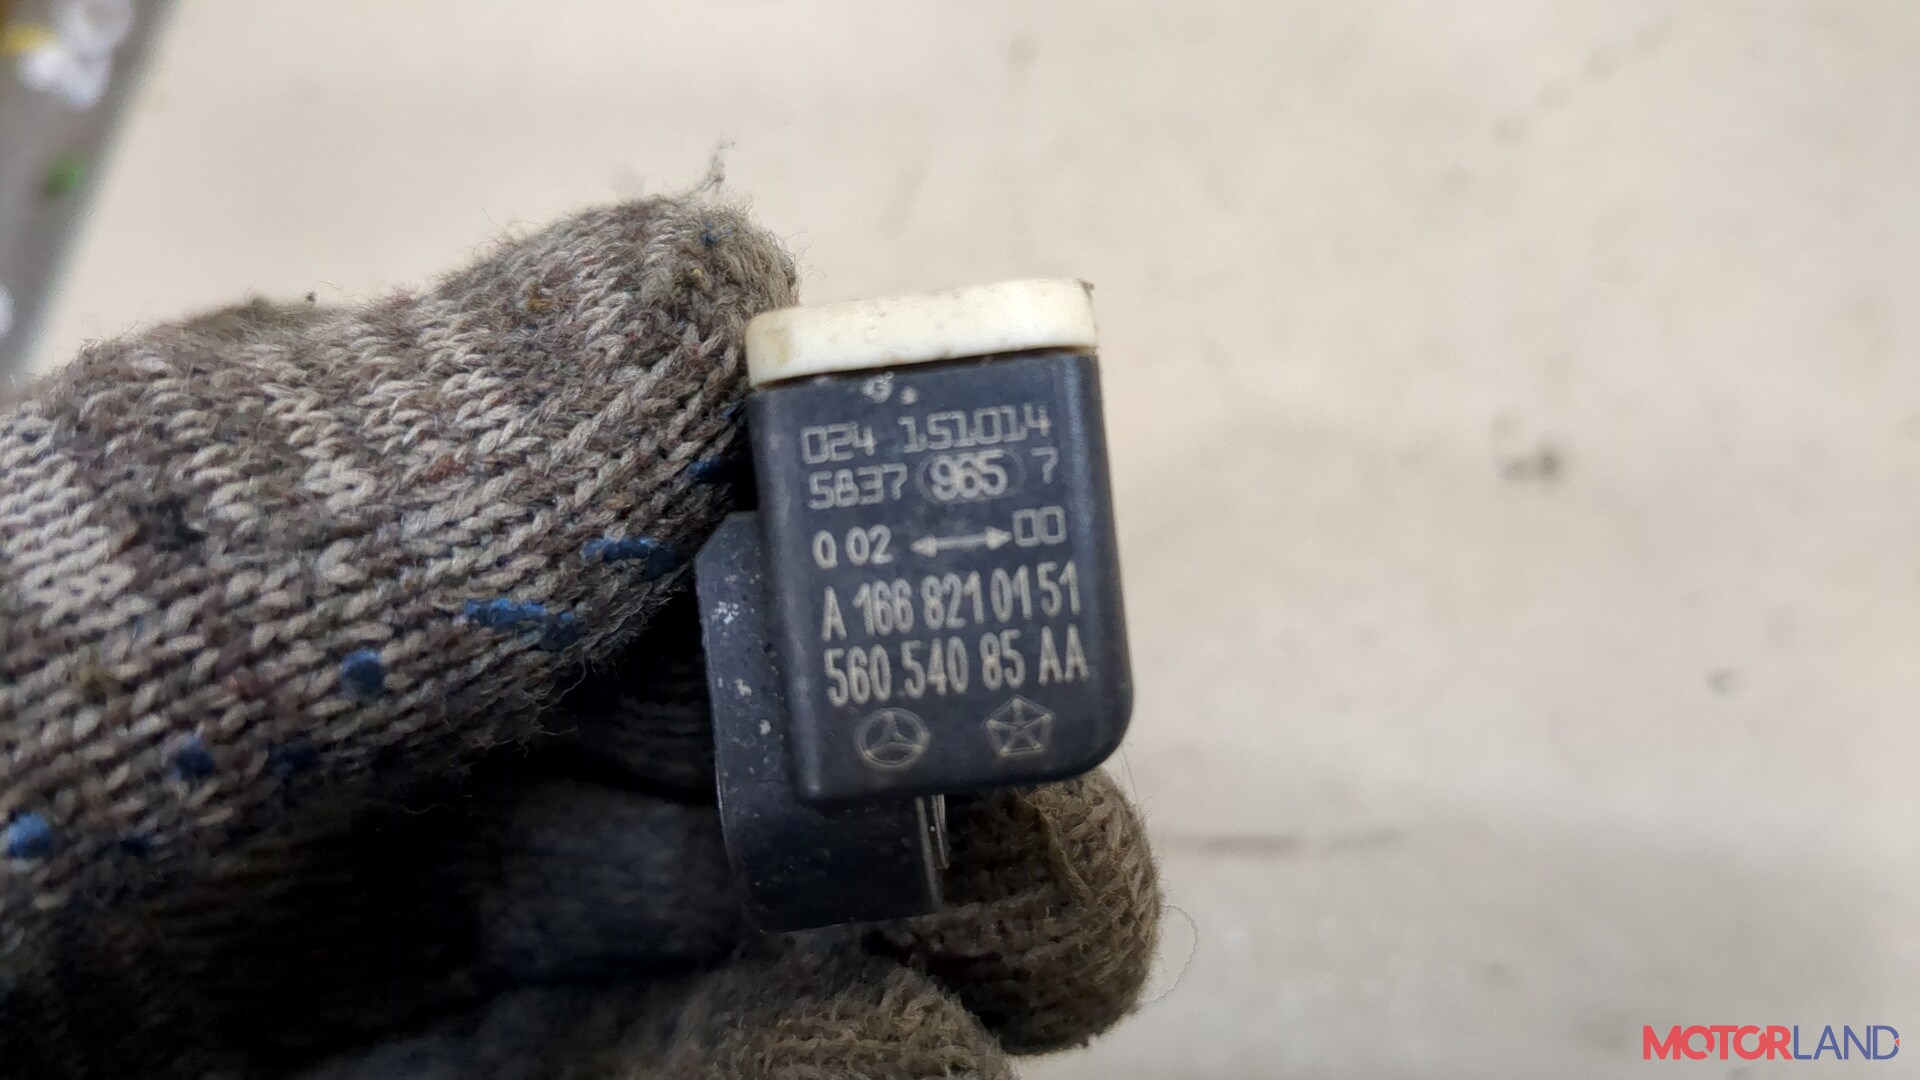 024 151014
5837 965 7
Q 02 ↔ 00
A 166 821 01 51
560 540 85 AA
MOTORLAND